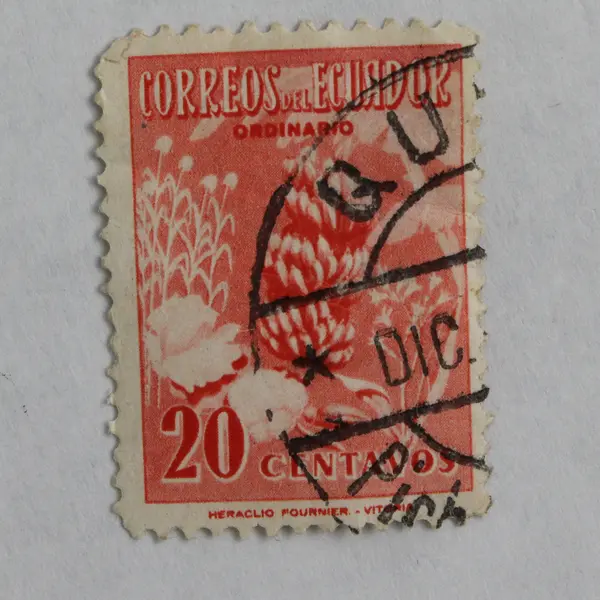 CORREOS DEL ECUADOR
ORDINARIO
QU
DIC.
20 CENTAVOS
HERACLIO FOURNIER. - VITORIA